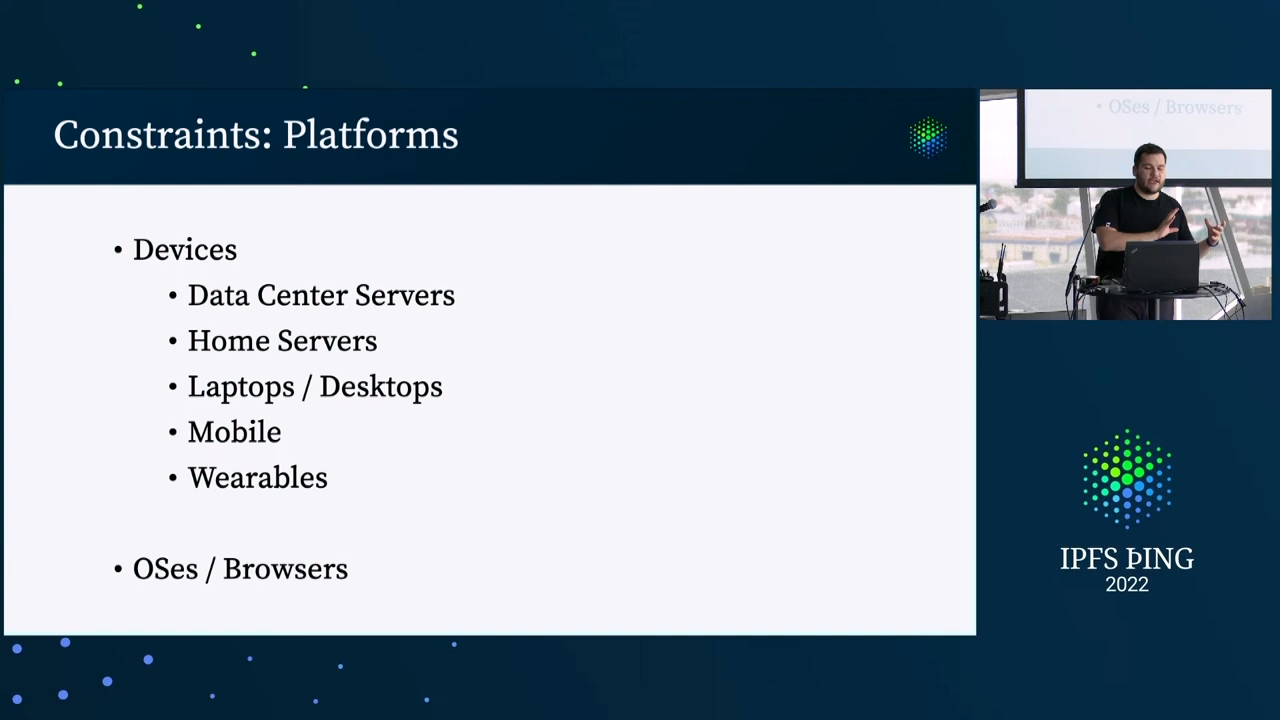 Constraints: Platforms
• Devices
• Data Center Servers
• Home Servers
• Laptops / Desktops
• Mobile
• Wearables
• OSes / Browsers
• OSes / Browsers
IPFS ÞING
2022